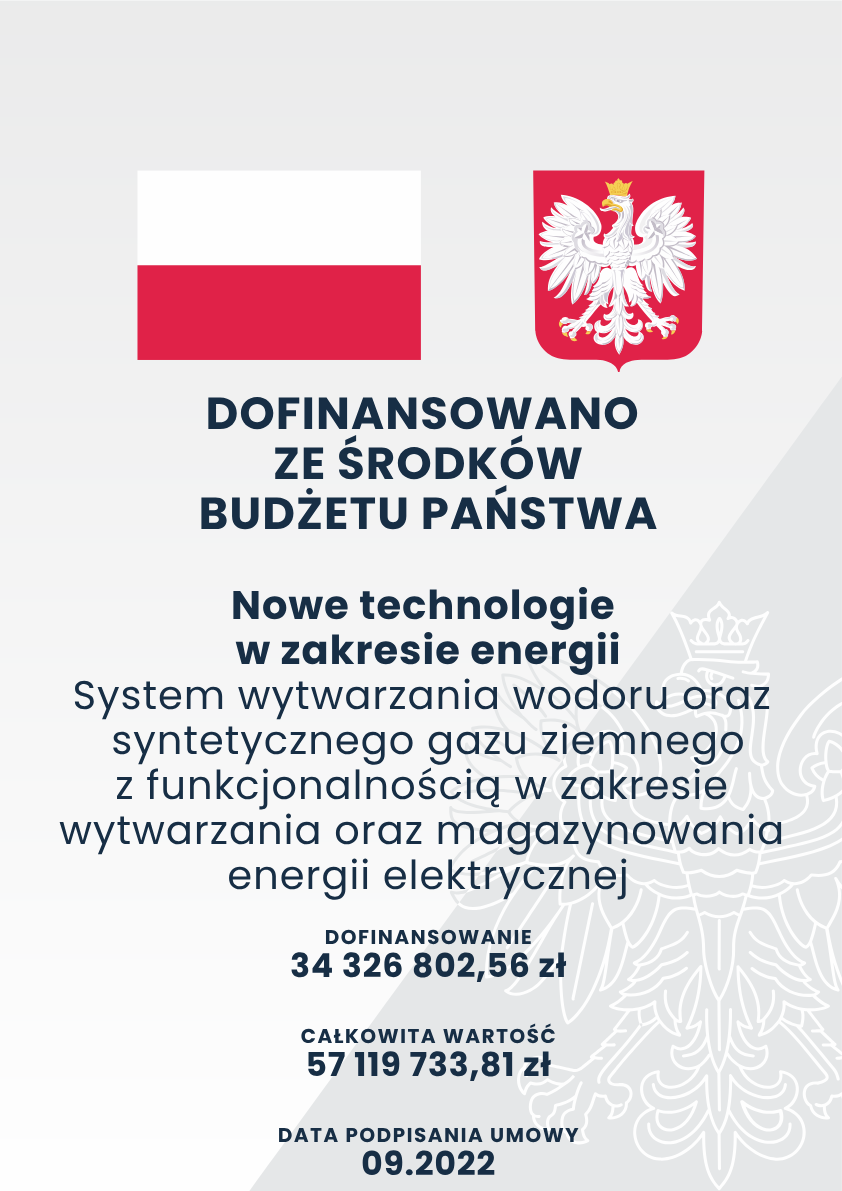 DOFINANSOWANO
ZE ŚRODKÓW
BUDŻETU PAŃSTWA
Nowe technologie
w zakresie energii
System wytwarzania wodoru oraz
syntetycznego gazu ziemnego
z funkcjonalnością w zakresie
wytwarzania oraz magazynowania
energii elektrycznej
DOFINANSOWANIE
34 326 802,56 zł
CAŁKOWITA WARTOŚĆ
57 119 733,81 zł
DATA PODPISANIA UMOWY
09.2022